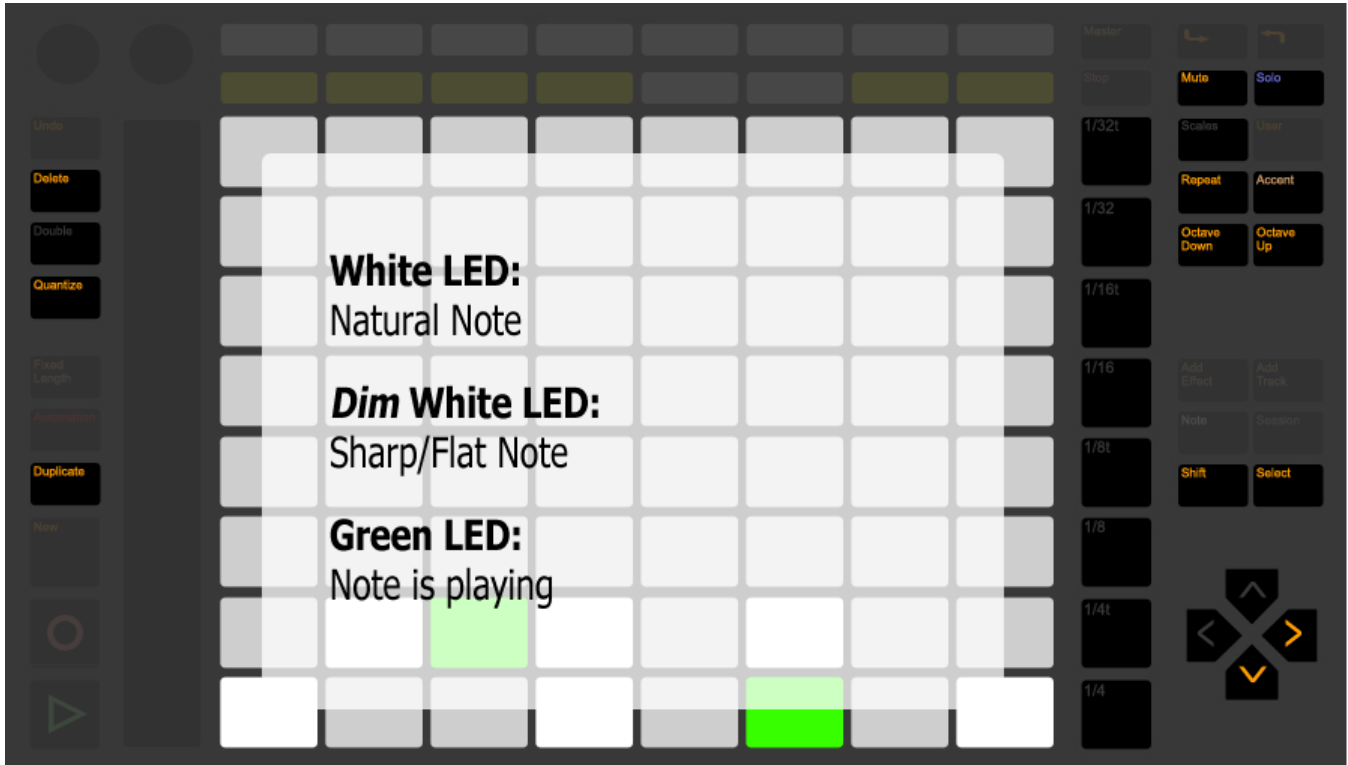 Master
Stop
Mute
Solo
Undo
1/32t
Scales
User
Delete
Repeat
Accent
1/32
Double
Octave
Down
Octave
Up
White LED:
Natural Note
Quantize
1/16t
Fixed
Length
1/16
Add
Effect
Add
Track
Dim White LED:
Sharp/Flat Note
Automation
Note
Session
1/8t
Duplicate
Shift
Select
Green LED:
Note is playing
New
1/8
1/4t
1/4